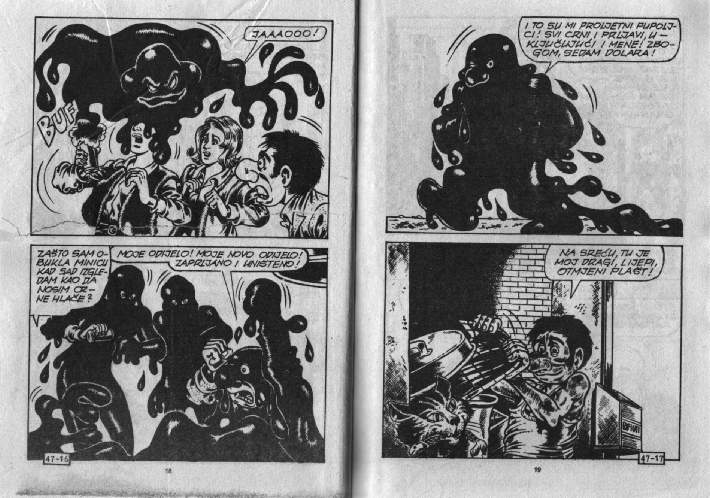 JAAAOOO!
BUF
ZAŠTO SAM O-
BUKLA MINICU
KAD SAD IZGLE-
DAM KAO DA
NOSIM CR-
NE HLAČE?
MOJE ODIJELO! MOJE NOVO ODIJELO!
ZAPRLJANO I UNIŠTENO!
47-16
18
I TO SU MI PROLJETNI PUPOLJ-
CI! SVI CRNI I PRLJAVI, U-
KLJUČUJUĆI I MENE! ZBO-
GOM, SEDAM DOLARA!
NA SREĆU, TU JE
MOJ DRAGI, LIJEPI,
OTMJENI PLAŠT!
47-17
19